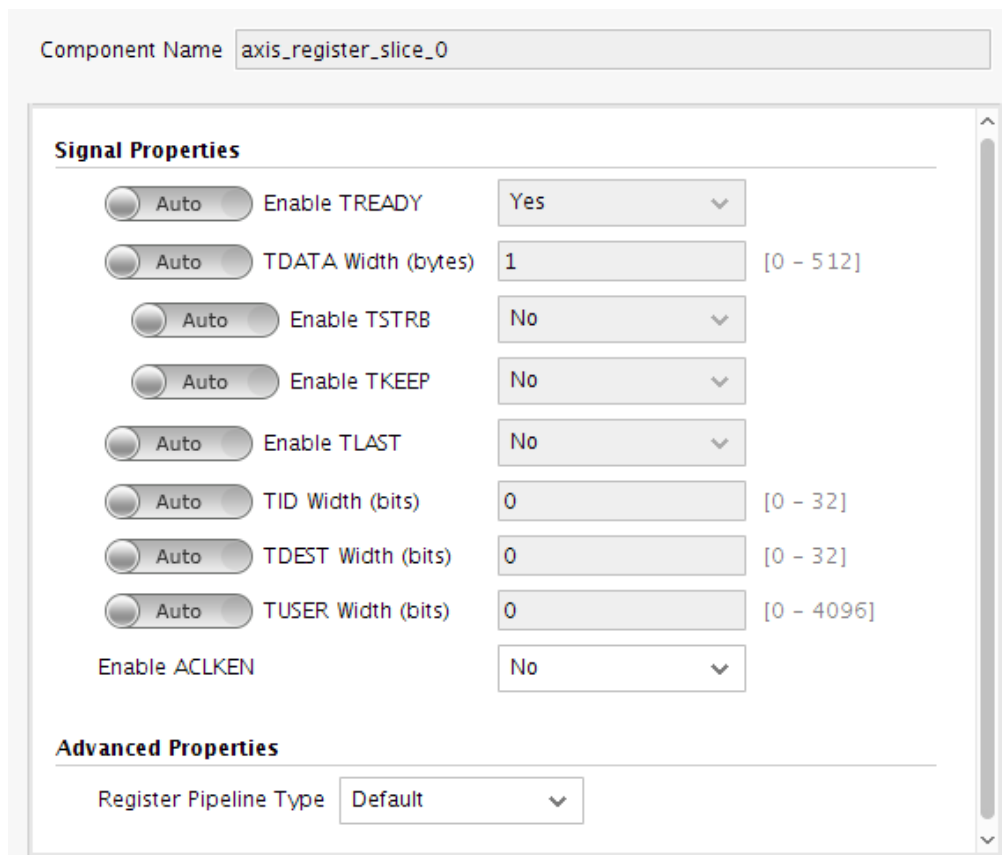 Component Name axis_register_slice_0
Signal Properties
Auto Enable TREADY Yes
Auto TDATA Width (bytes) 1 [0 – 512]
Auto Enable TSTRB No
Auto Enable TKEEP No
Auto Enable TLAST No
Auto TID Width (bits) 0 [0 – 32]
Auto TDEST Width (bits) 0 [0 – 32]
Auto TUSER Width (bits) 0 [0 – 4096]
Enable ACLKEN No
Advanced Properties
Register Pipeline Type Default